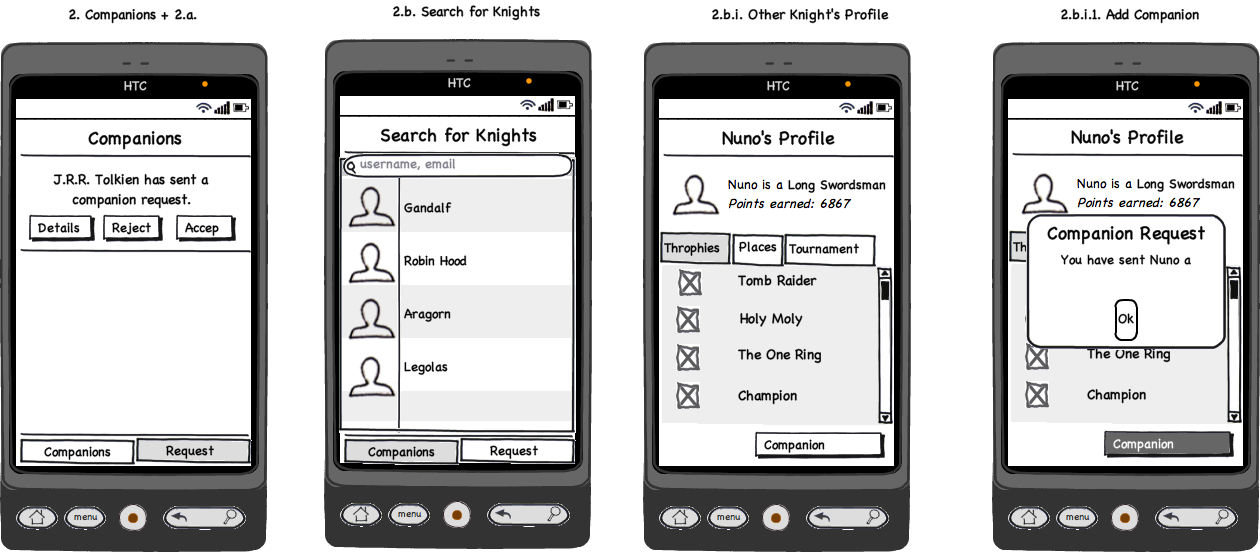 2. Companions + 2.a.
HTC
Companions
J.R.R. Tolkien has sent a
companion request.
Details Reject Accep
Companions Request
menu
2.b. Search for Knights
HTC
Search for Knights
username, email
Gandalf
Robin Hood
Aragorn
Legolas
Companions Request
menu
2.b.i. Other Knight's Profile
HTC
Nuno's Profile
Nuno is a Long Swordsman
Points earned: 6867
Throphies Places Tournament
Tomb Raider
Holy Moly
The One Ring
Champion
Companion
menu
2.b.i.1. Add Companion
HTC
Nuno's Profile
Nuno is a Long Swordsman
Points earned: 6867
Th
Companion Request
You have sent Nuno a
Ok
The One Ring
Champion
Companion
menu